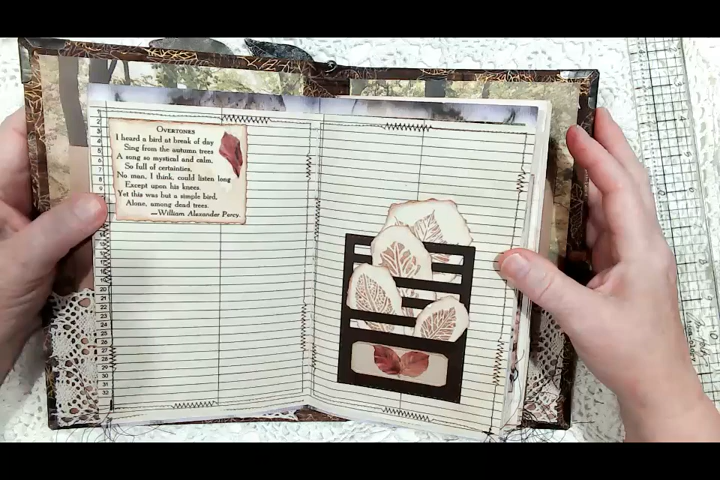 OVERTONES
I heard a bird at break of day
Sing from the autumn trees
A song so mystical and calm,
So full of certainties,
No man, I think, could listen long
Except upon his knees.
Yet this was but a simple bird,
Alone, among dead trees.
—William Alexander Percy.